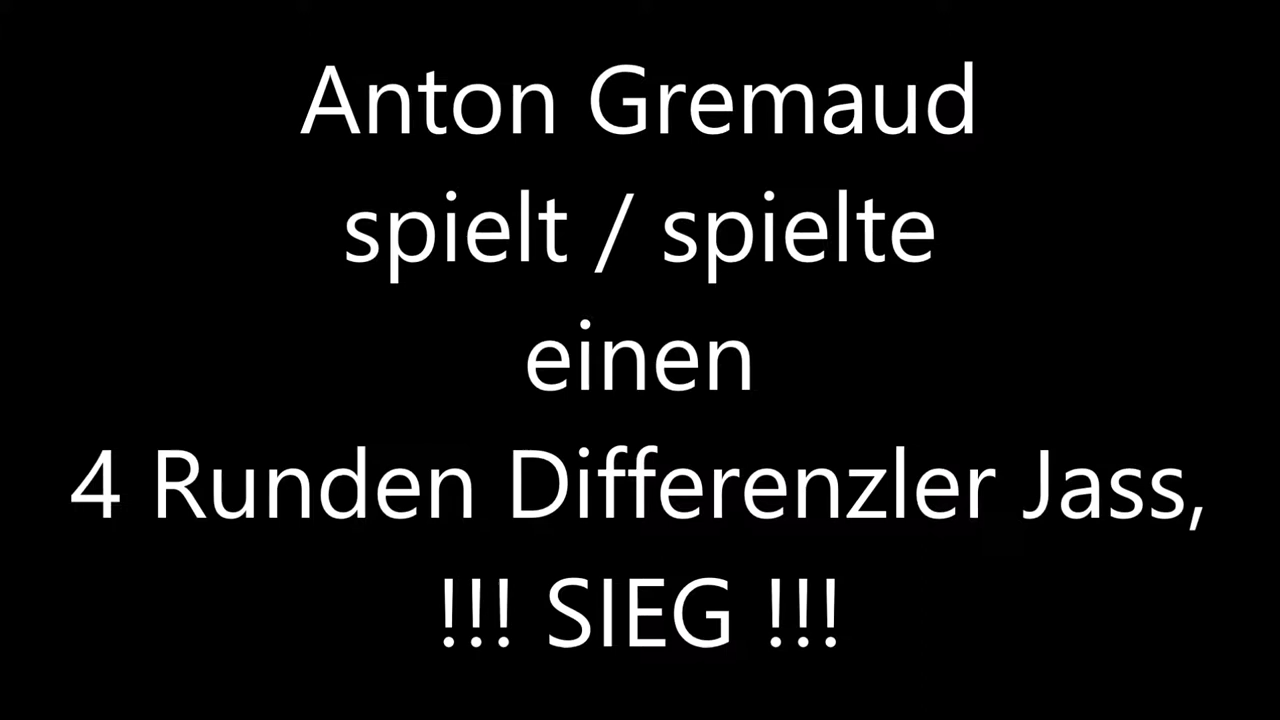 Anton Gremaud
spielt / spielte
einen
4 Runden Differenzler Jass,
!!! SIEG !!!